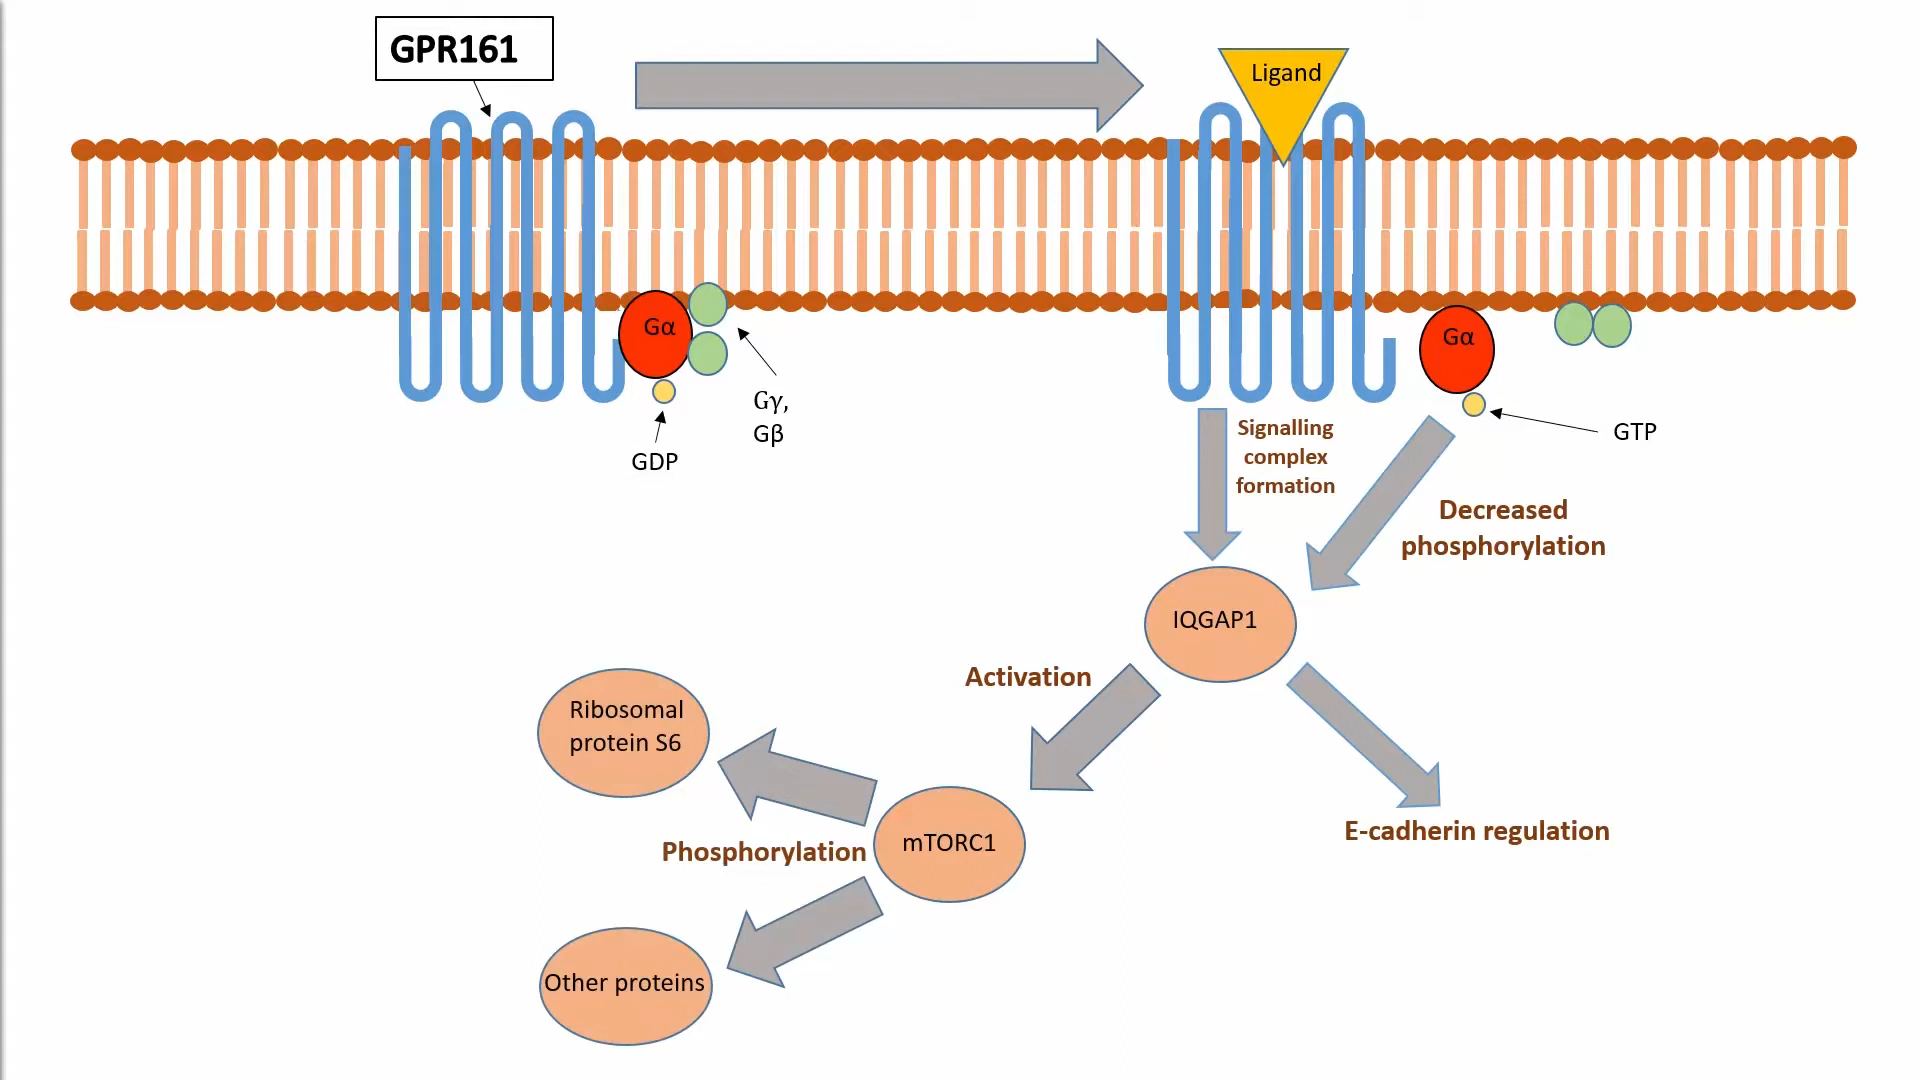 GPR161
Ligand
Gα
Gγ,
Gβ
GDP
Gα
GTP
Signalling
complex
formation
Decreased
phosphorylation
IQGAP1
Activation
Ribosomal
protein S6
Phosphorylation
mTORC1
E-cadherin regulation
Other proteins